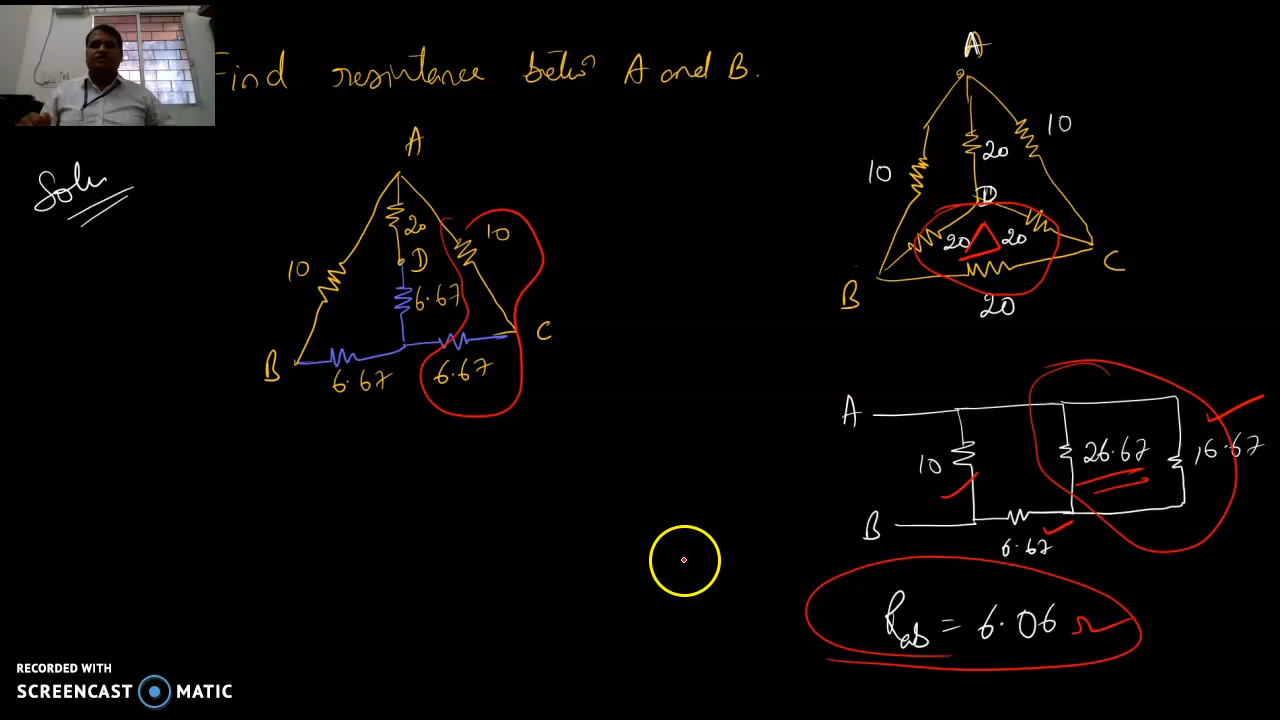 Find resistance betwn A and B.
Soln
A
10
20
10
D
6.67
B
6.67
6.67
C
A
10
20
10
D
20
20
B
C
20
A
10
26.67
16.67
B
6.67
Rab = 6.06 Ω
RECORDED WITH
SCREENCAST MATIC